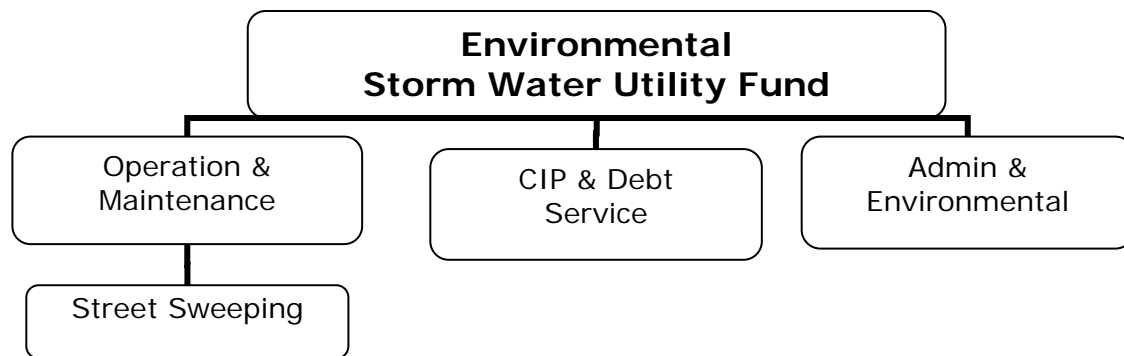 Environmental
Storm Water Utility Fund
Operation &
Maintenance
CIP & Debt
Service
Admin &
Environmental
Street Sweeping